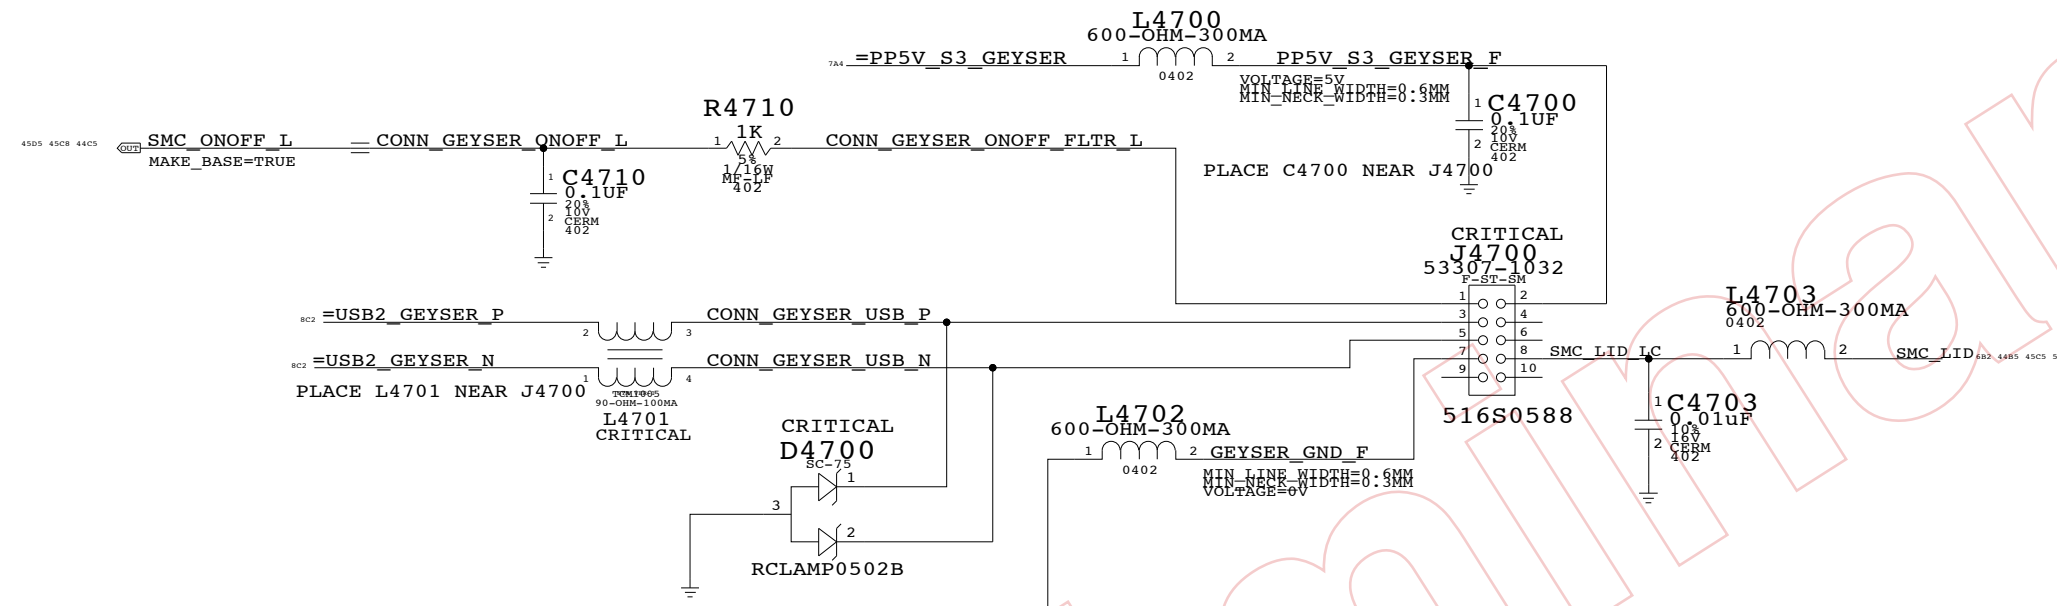 L4700
600-OHM-300MA
7A4
=PP5V_S3_GEYSER
1
2
PP5V_S3_GEYSER_F
0402
VOLTAGE=5V
MIN_LINE_WIDTH=0.6MM
MIN_NECK_WIDTH=0.3MM
1
C4700
0.1UF
20%
10V
CERM
402
2
PLACE C4700 NEAR J4700
R4710
1K
1
2
5%
1/16W
MF-LF
402
45D5 45C8 44C5
OUT
SMC_ONOFF_L
MAKE_BASE=TRUE
CONN_GEYSER_ONOFF_L
CONN_GEYSER_ONOFF_FLTR_L
1
C4710
0.1UF
20%
10V
CERM
402
2
CRITICAL
J4700
53307-1032
F-ST-SM
1
2
3
4
5
6
7
8
9
10
516S0588
8C2
=USB2_GEYSER_P
2
3
CONN_GEYSER_USB_P
8C2
=USB2_GEYSER_N
1
4
CONN_GEYSER_USB_N
PLACE L4701 NEAR J4700
90-OHM-100MA
L4701
CRITICAL
L4703
600-OHM-300MA
0402
SMC_LID_LC
1
2
SMC_LID
6B2 44B5 45C5 5
1
C4703
0.01uF
10%
16V
CERM
402
2
CRITICAL
D4700
SC-75
1
3
2
RCLAMP0502B
L4702
600-OHM-300MA
1
2
GEYSER_GND_F
0402
MIN_LINE_WIDTH=0.6MM
MIN_NECK_WIDTH=0.3MM
VOLTAGE=0V